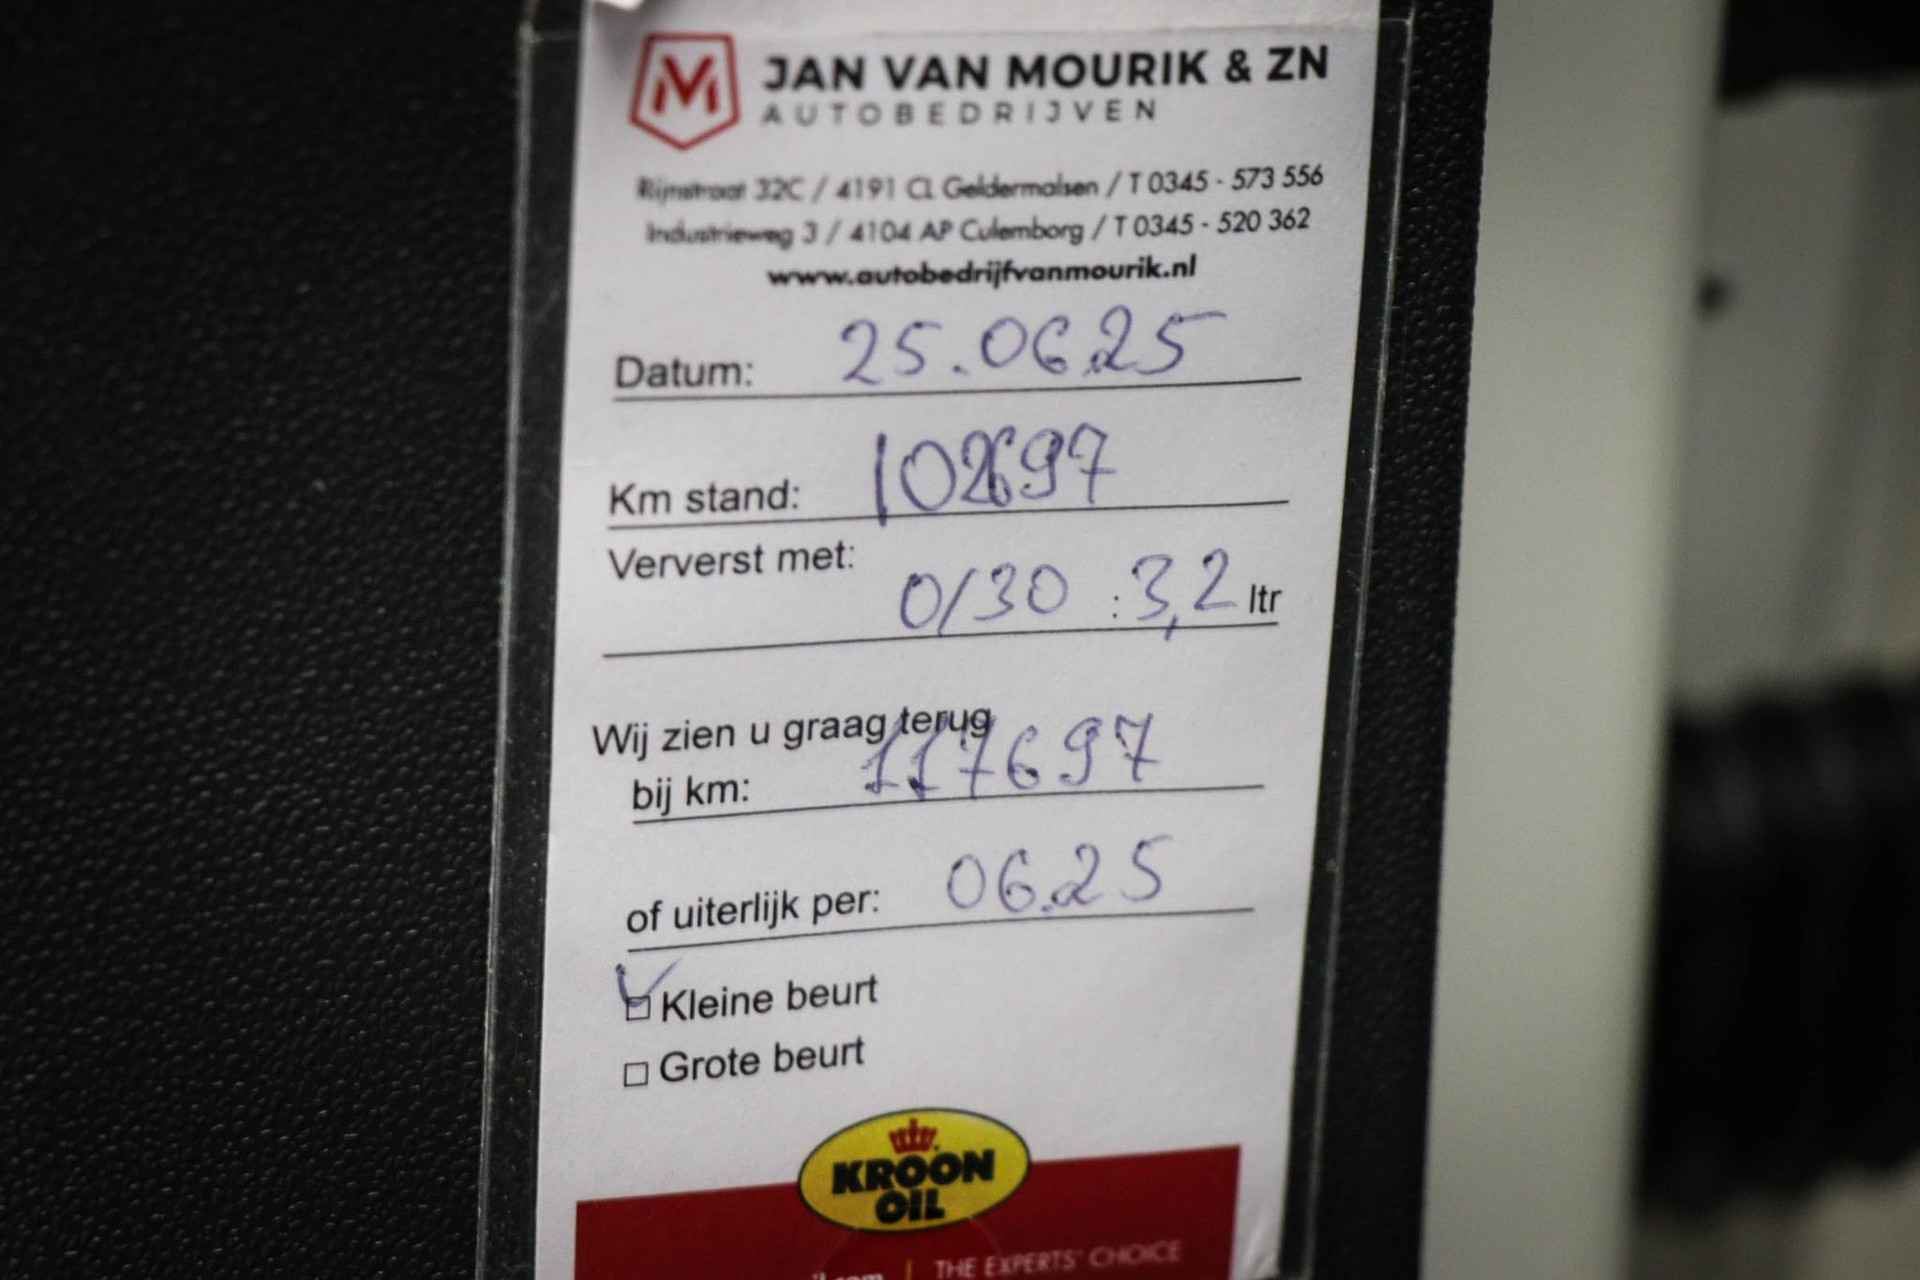 JAN VAN MOURIK & ZN
AUTOBEDRIJVEN
Rijnstraat 32C / 4191 CL Geldermalsen / T 0345 - 573 556
Industrieweg 3 / 4104 AP Culemborg / T 0345 - 520 362
www.autobedrijfvanmourik.nl
Datum: 25.06.25
Km stand: 102697
Ververst met:
0/30 : 3,2 ltr
Wij zien u graag terug
bij km: 117697
of uiterlijk per: 06.25
Kleine beurt
Grote beurt
KROON
OIL
THE EXPERTS' CHOICE